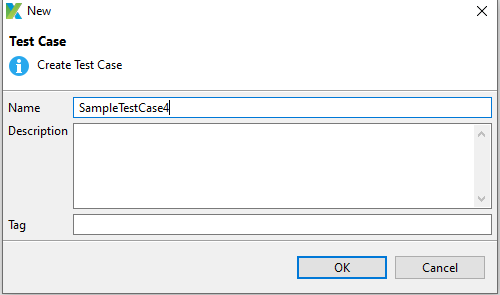 New
Test Case
Create Test Case
Name SampleTestCase4
Description
Tag
OK Cancel